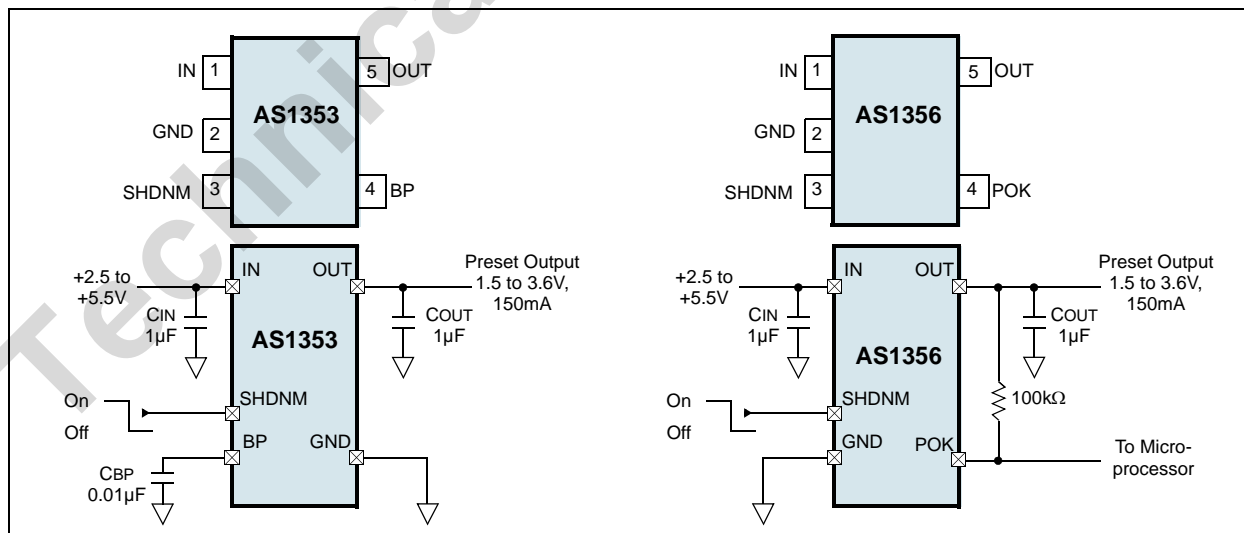 Technica
IN 1
5 OUT
AS1353
GND 2
SHDNM 3
4 BP
IN 1
5 OUT
AS1356
GND 2
SHDNM 3
4 POK
+2.5 to
+5.5V
IN
OUT
Preset Output
1.5 to 3.6V,
150mA
CIN
1µF
COUT
1µF
AS1353
On
Off
SHDNM
BP
GND
CBP
0.01µF
+2.5 to
+5.5V
IN
OUT
Preset Output
1.5 to 3.6V,
150mA
CIN
1µF
COUT
1µF
AS1356
100kΩ
On
Off
SHDNM
GND
POK
To Micro-
processor